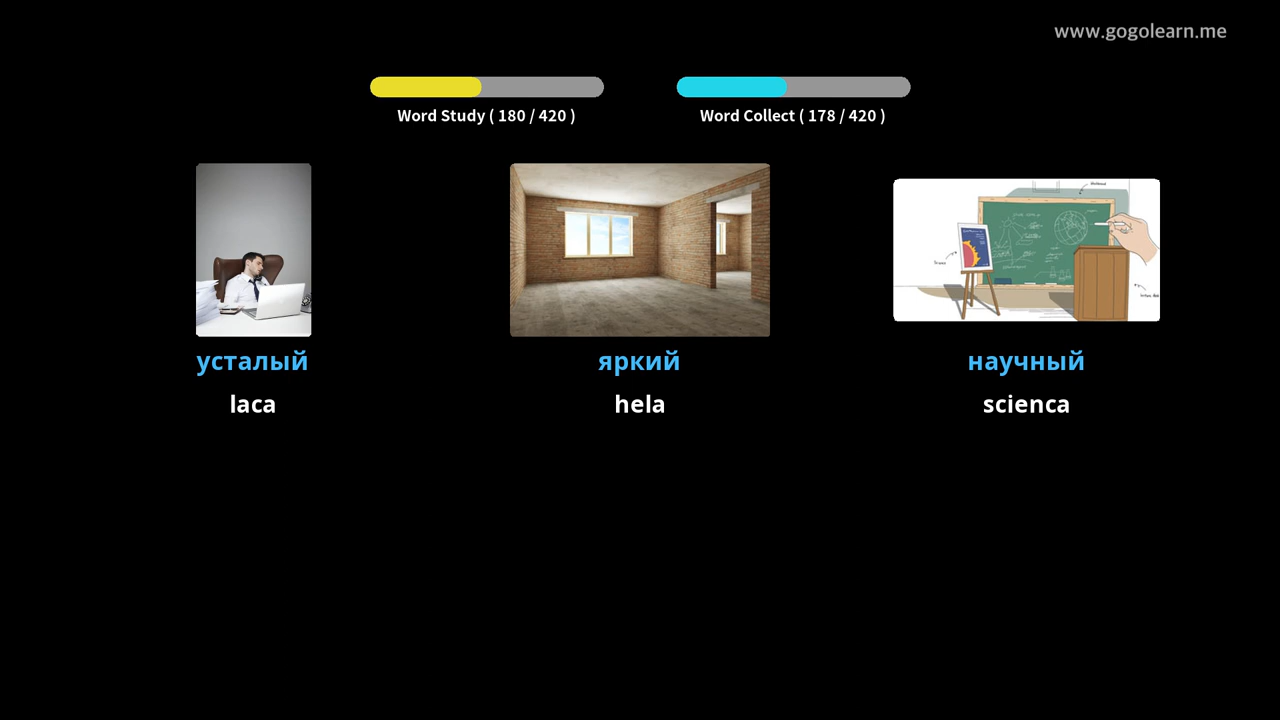 www.gogolearn.me
Word Study ( 180 / 420 )
Word Collect ( 178 / 420 )
усталый
яркий
научный
laca
hela
scienca